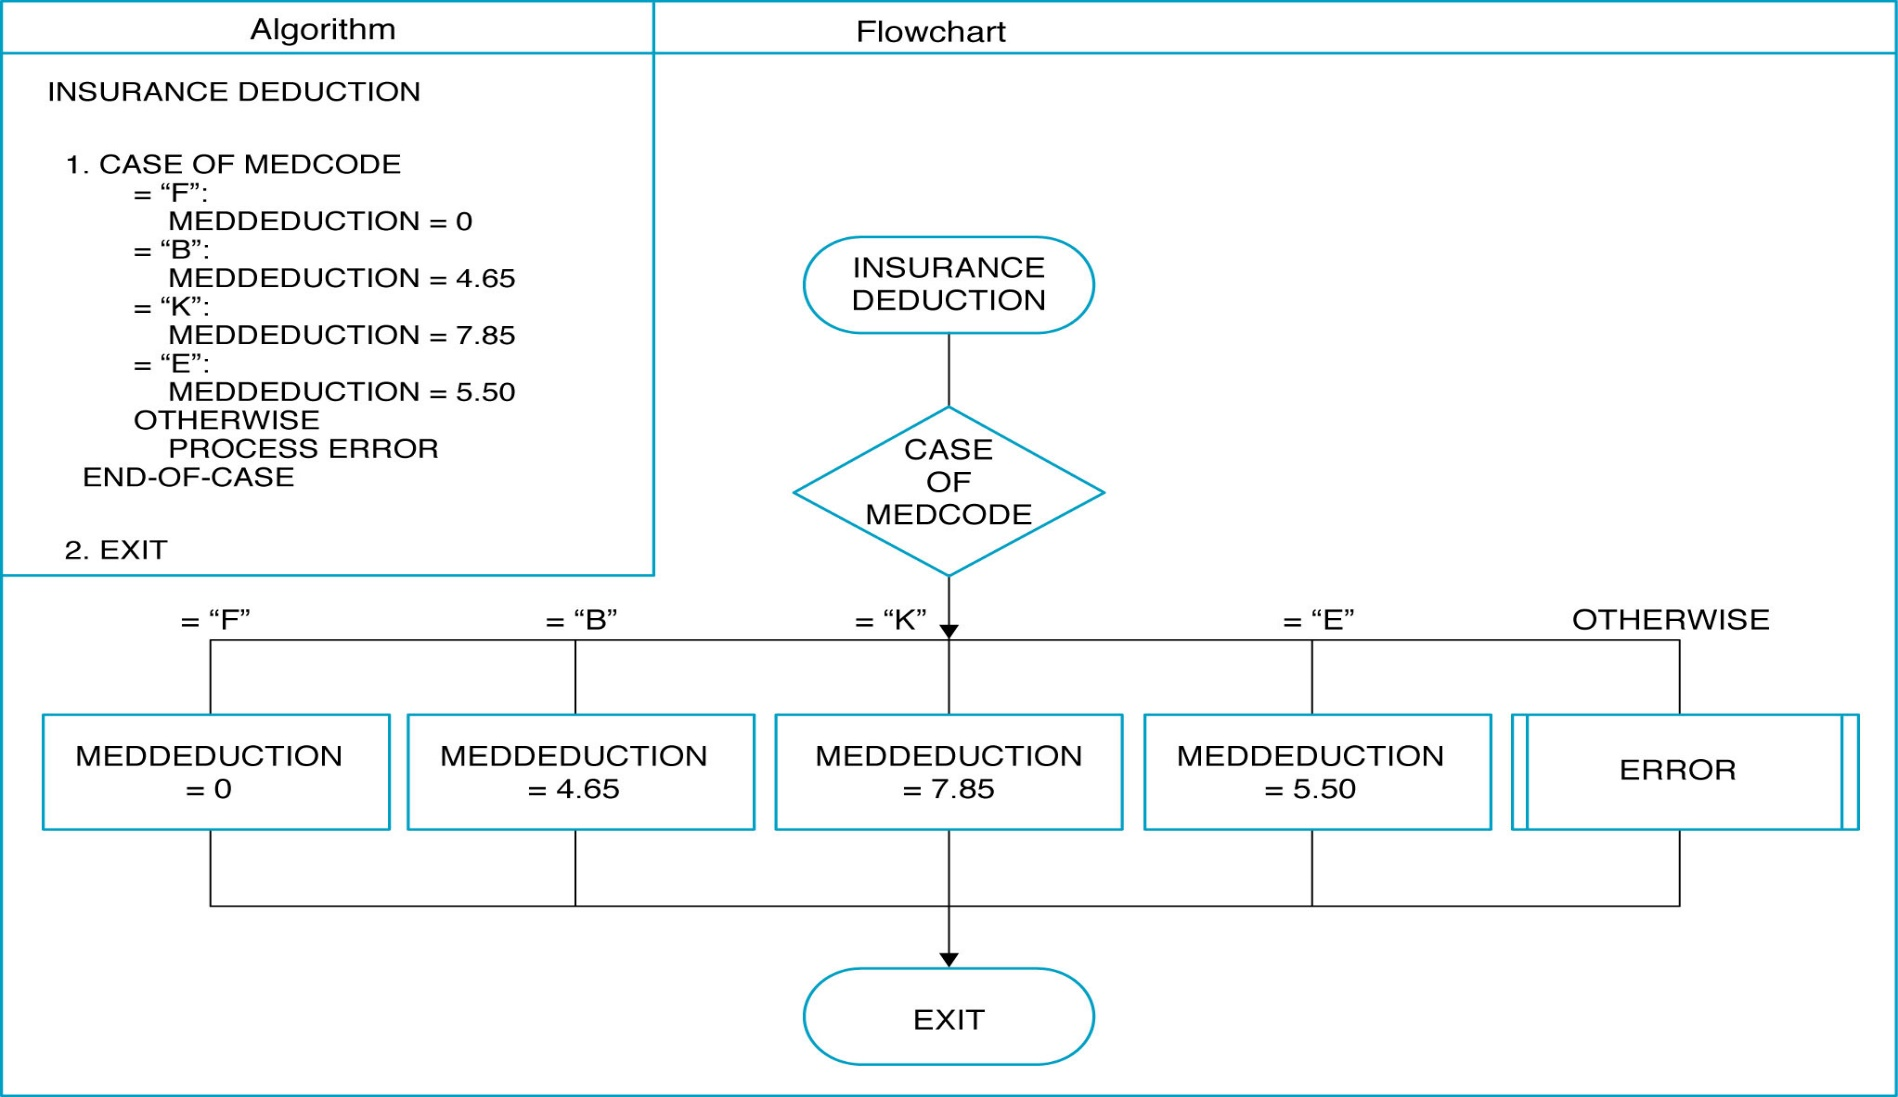 Algorithm
Flowchart
INSURANCE DEDUCTION
1. CASE OF MEDCODE
= “F”:
MEDDEDUCTION = 0
= “B”:
MEDDEDUCTION = 4.65
= “K”:
MEDDEDUCTION = 7.85
= “E”:
MEDDEDUCTION = 5.50
OTHERWISE
PROCESS ERROR
END-OF-CASE
2. EXIT
INSURANCE
DEDUCTION
CASE
OF
MEDCODE
= “F”
= “B”
= “K”
= “E”
OTHERWISE
MEDDEDUCTION
= 0
MEDDEDUCTION
= 4.65
MEDDEDUCTION
= 7.85
MEDDEDUCTION
= 5.50
ERROR
EXIT